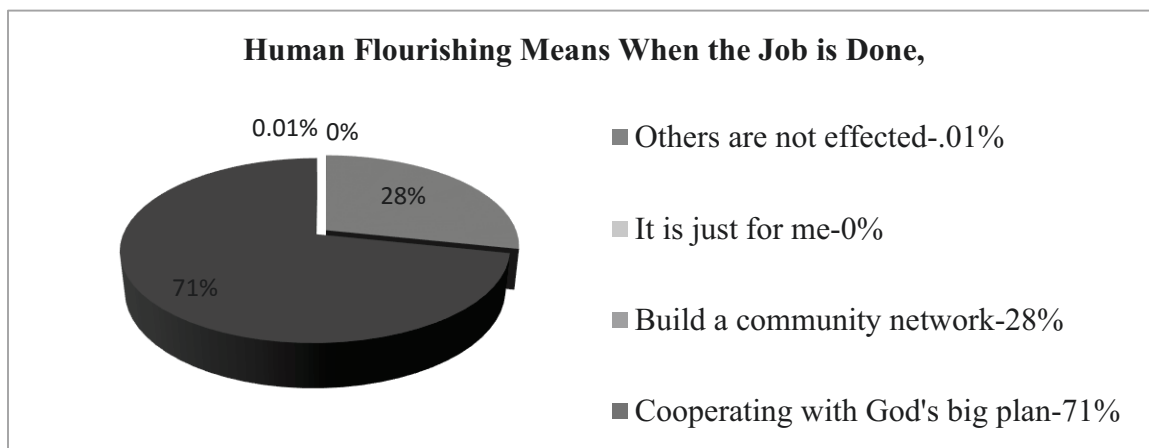 Human Flourishing Means When the Job is Done,
0.01% 0%
28%
71%
Others are not effected-.01%
It is just for me-0%
Build a community network-28%
Cooperating with God's big plan-71%